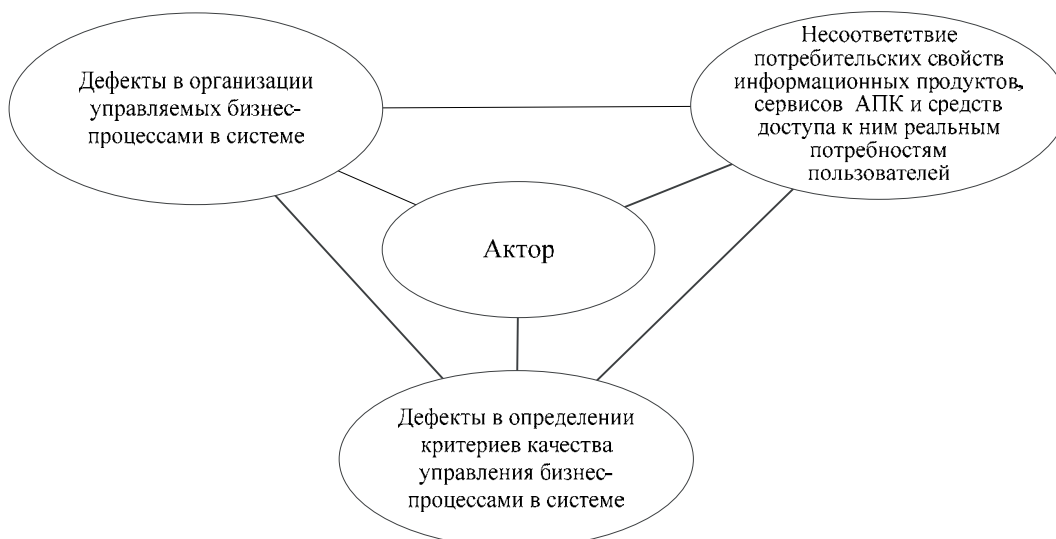 Дефекты в организации
управляемых бизнес-
процессами в системе
Несоответствие
потребительских свойств
информационных продуктов,
сервисов АПК и средств
доступа к ним реальным
потребностям
пользователей
Актор
Дефекты в определении
критериев качества
управления бизнес-
процессами в системе